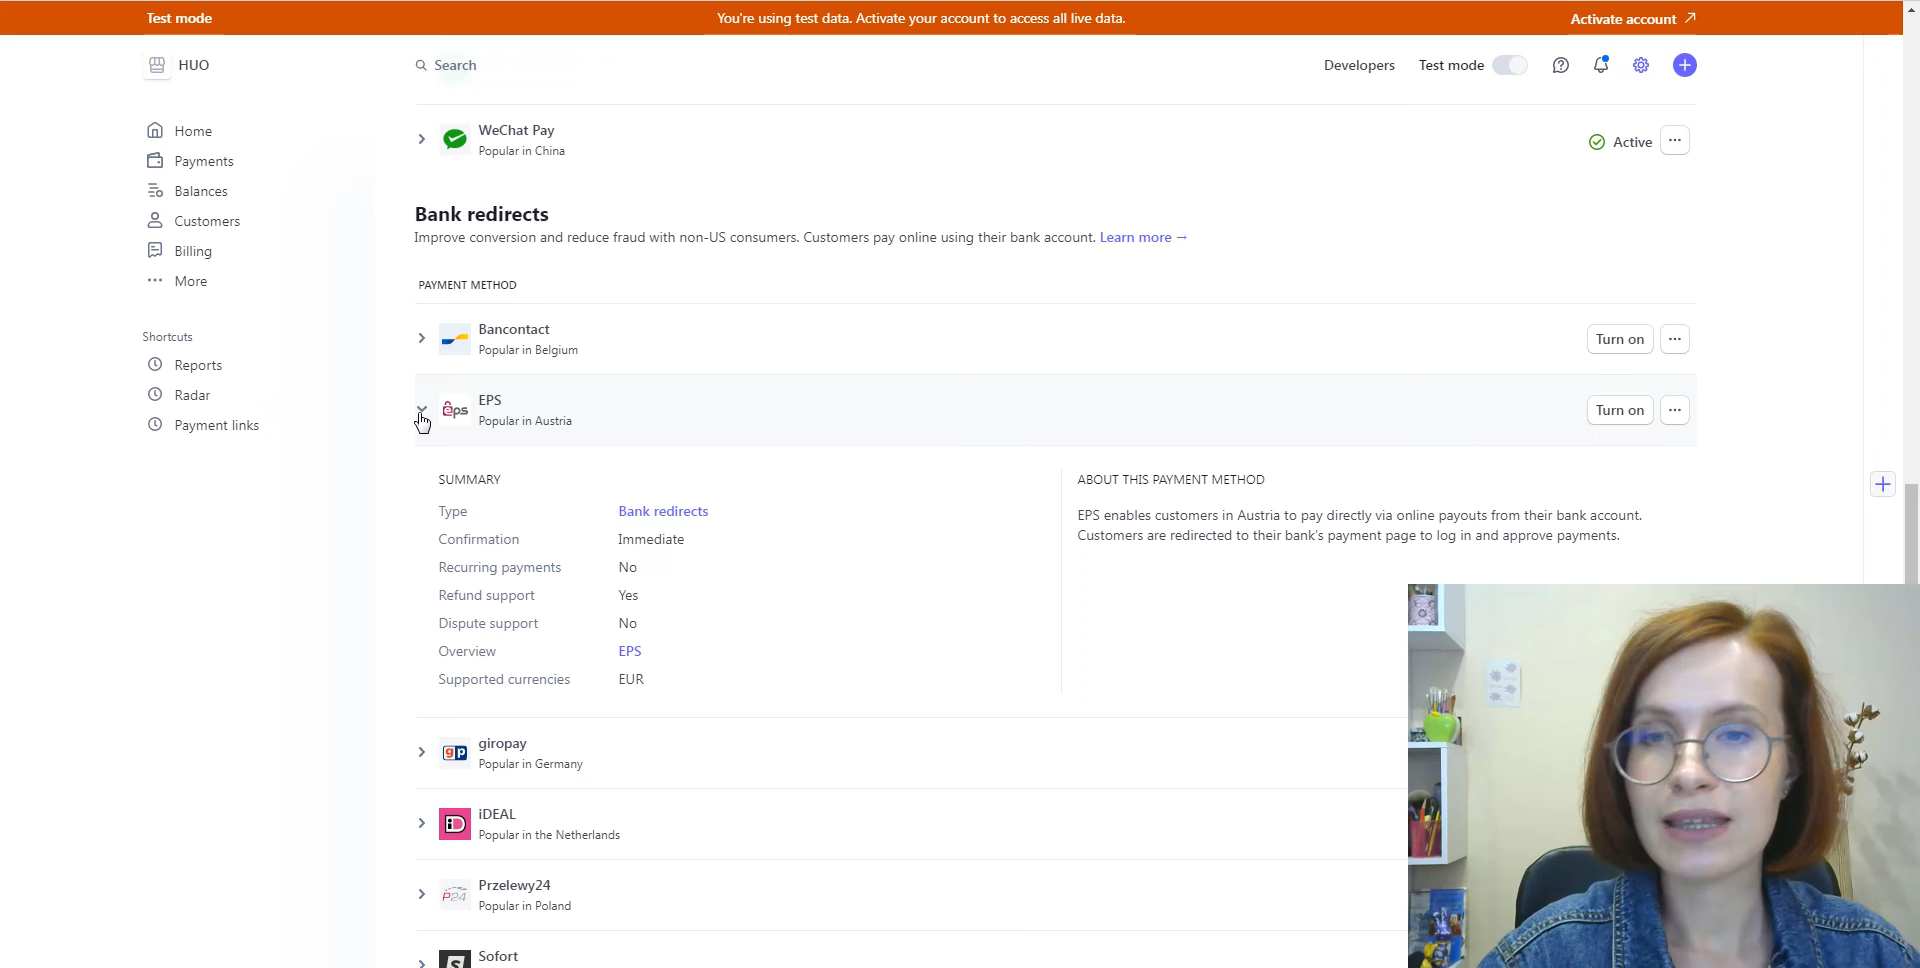 Test mode
You're using test data. Activate your account to access all live data.
Activate account
HUO
Search
Developers
Test mode
Home
Payments
Balances
Customers
Billing
More
Shortcuts
Reports
Radar
Payment links
WeChat Pay
Popular in China
Active
Bank redirects
Improve conversion and reduce fraud with non-US consumers. Customers pay online using their bank account. Learn more →
PAYMENT METHOD
Bancontact
Popular in Belgium
Turn on
eps
EPS
Popular in Austria
Turn on
SUMMARY
Type Bank redirects
Confirmation Immediate
Recurring payments No
Refund support Yes
Dispute support No
Overview EPS
Supported currencies EUR
ABOUT THIS PAYMENT METHOD
EPS enables customers in Austria to pay directly via online payouts from their bank account.
Customers are redirected to their bank's payment page to log in and approve payments.
gp
giropay
Popular in Germany
iD
iDEAL
Popular in the Netherlands
P24
Przelewy24
Popular in Poland
S
Sofort